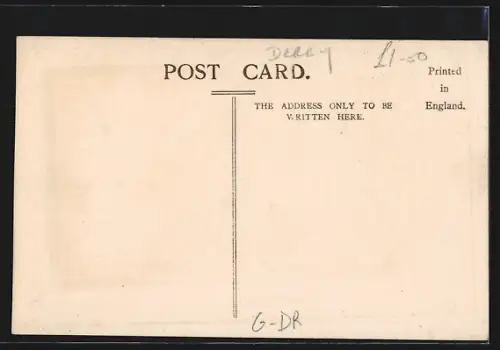 DERBY £1-50
POST CARD.
Printed
in
England.
THE ADDRESS ONLY TO BE
WRITTEN HERE.
G-DR